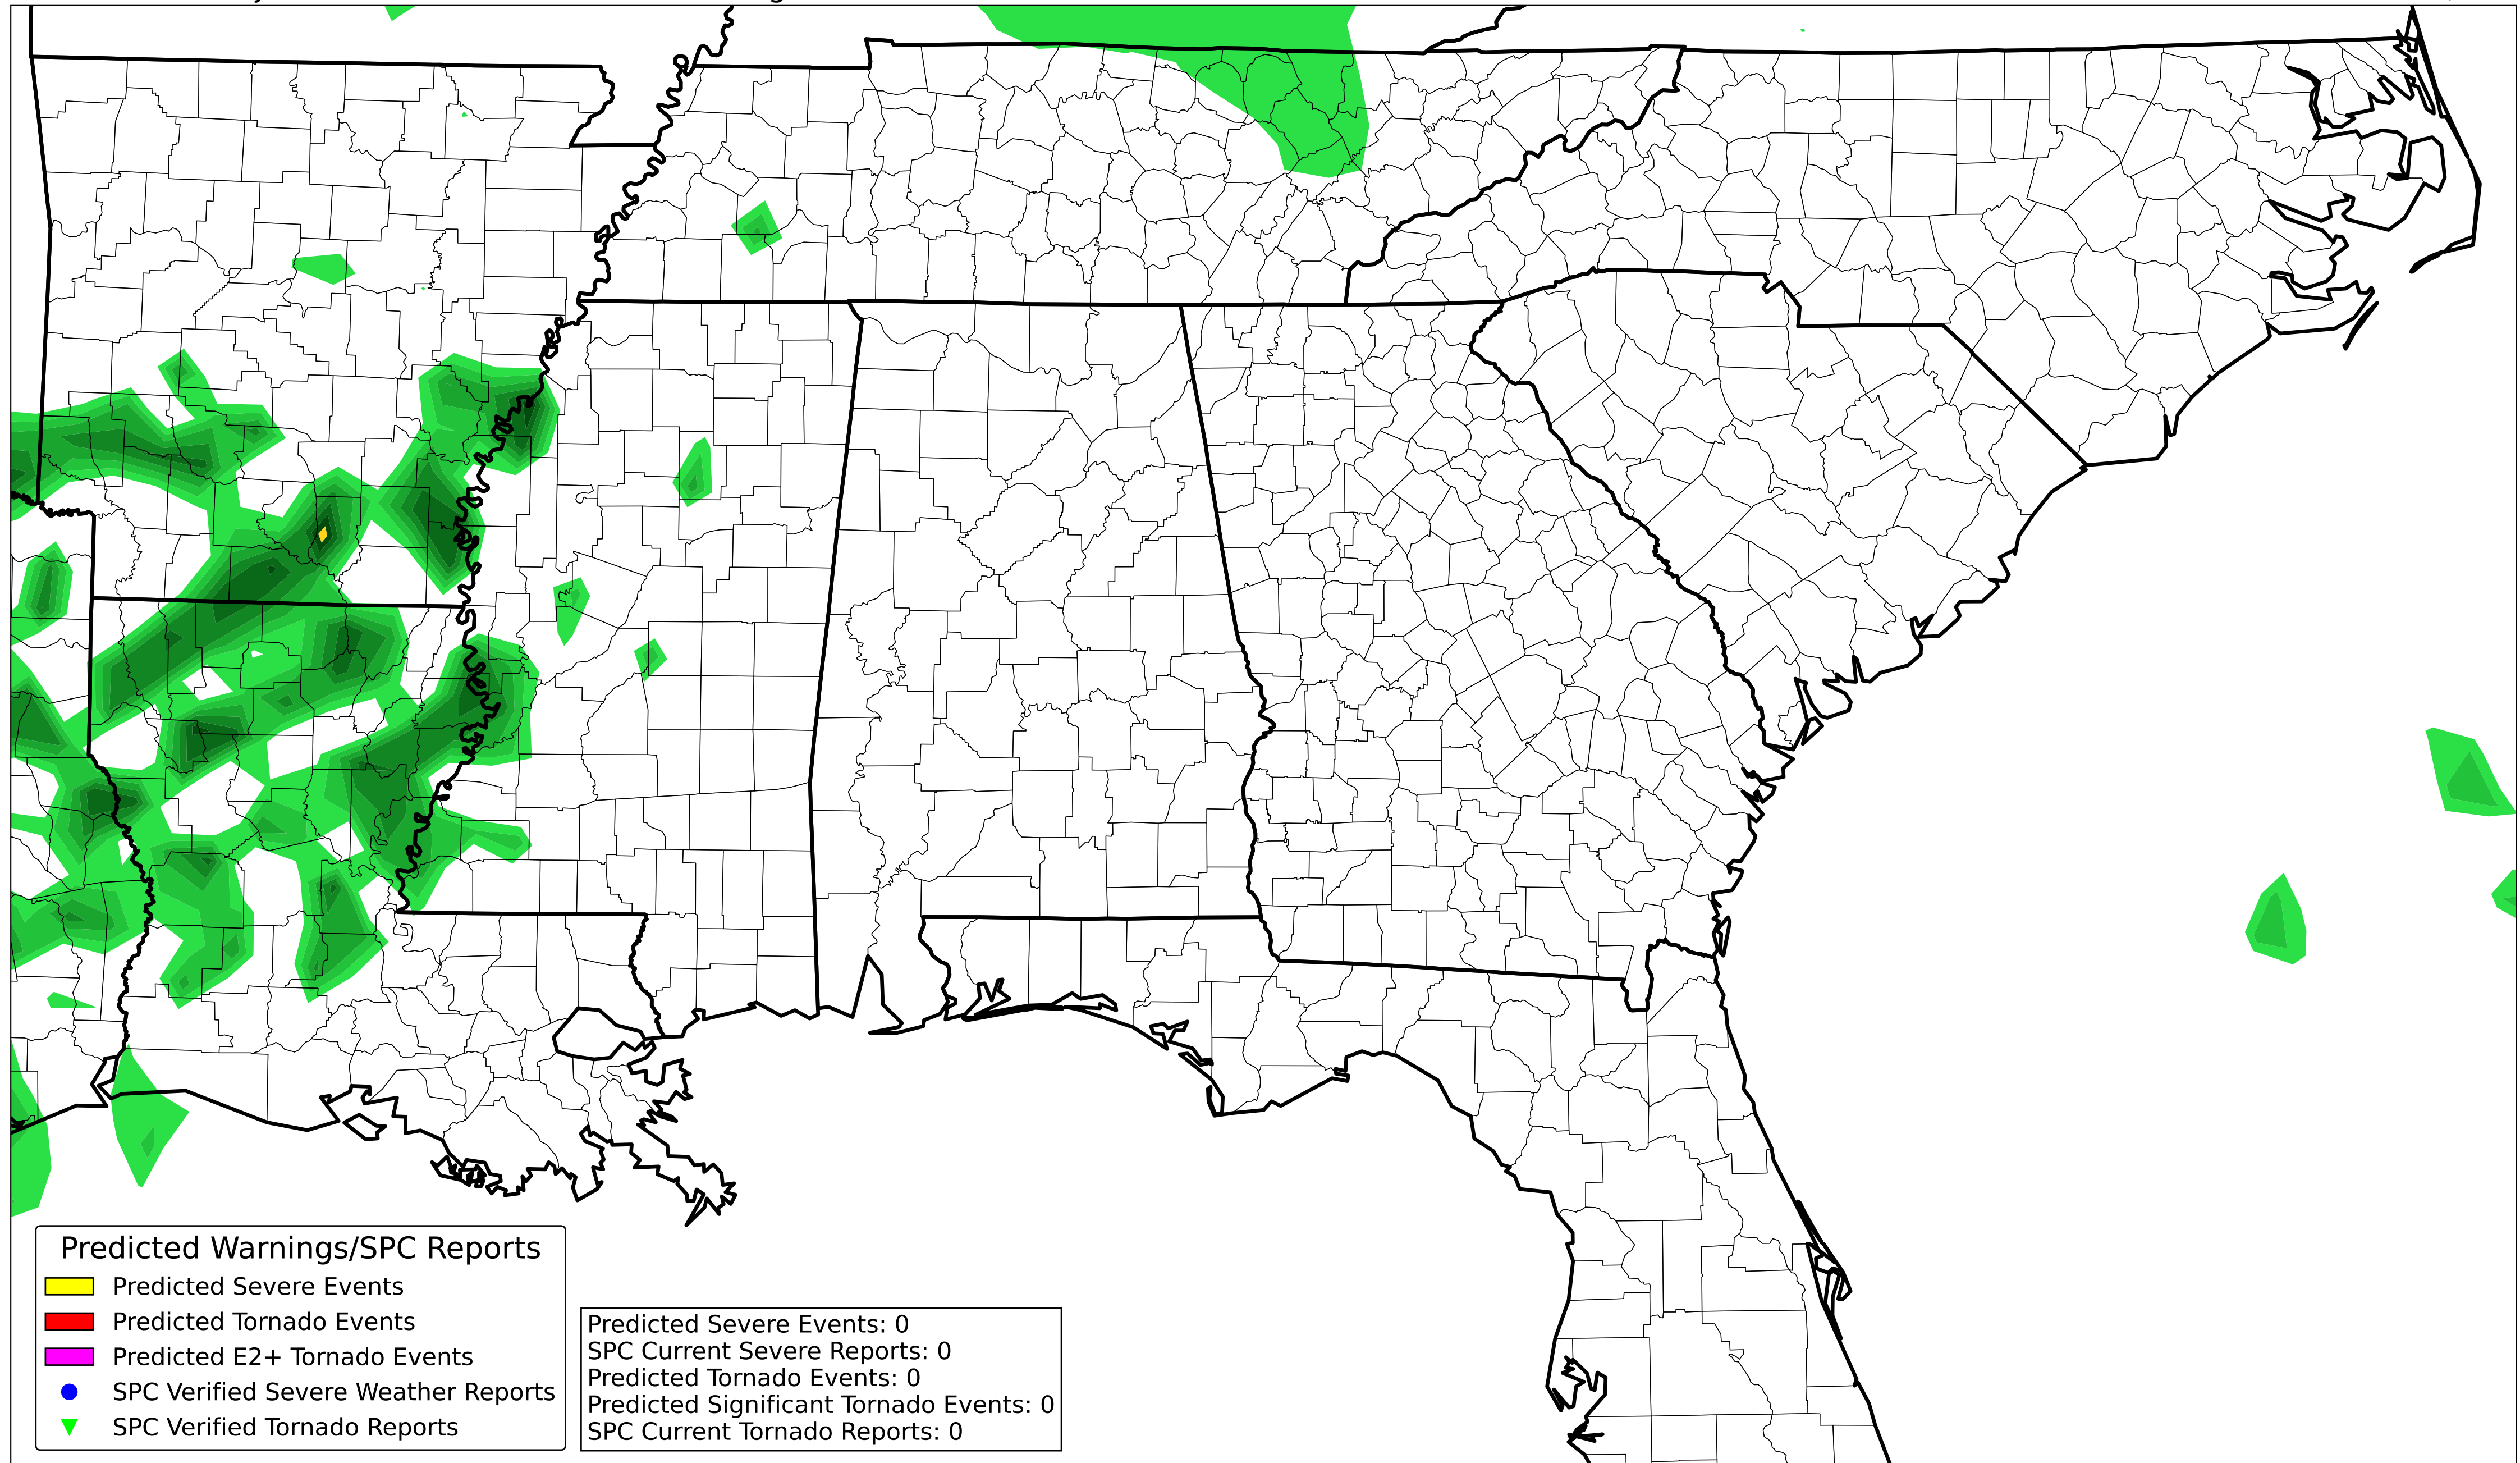 Predicted Warnings/SPC Reports
Predicted Severe Events
Predicted Tornado Events
Predicted E2+ Tornado Events
SPC Verified Severe Weather Reports
SPC Verified Tornado Reports
Predicted Severe Events: 0
SPC Current Severe Reports: 0
Predicted Tornado Events: 0
Predicted Significant Tornado Events: 0
SPC Current Tornado Reports: 0